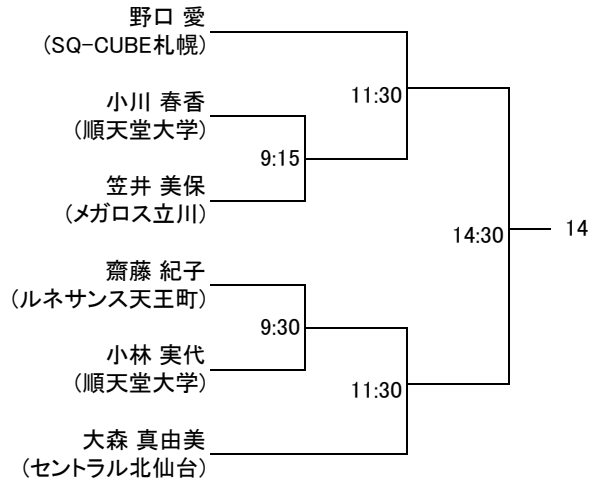 野口 愛
(SQ-CUBE札幌)
11:30
小川 春香
(順天堂大学)
9:15
笠井 美保
(メガロス立川)
14:30
14
齋藤 紀子
(ルネサンス天王町)
9:30
小林 実代
(順天堂大学)
11:30
大森 真由美
(セントラル北仙台)